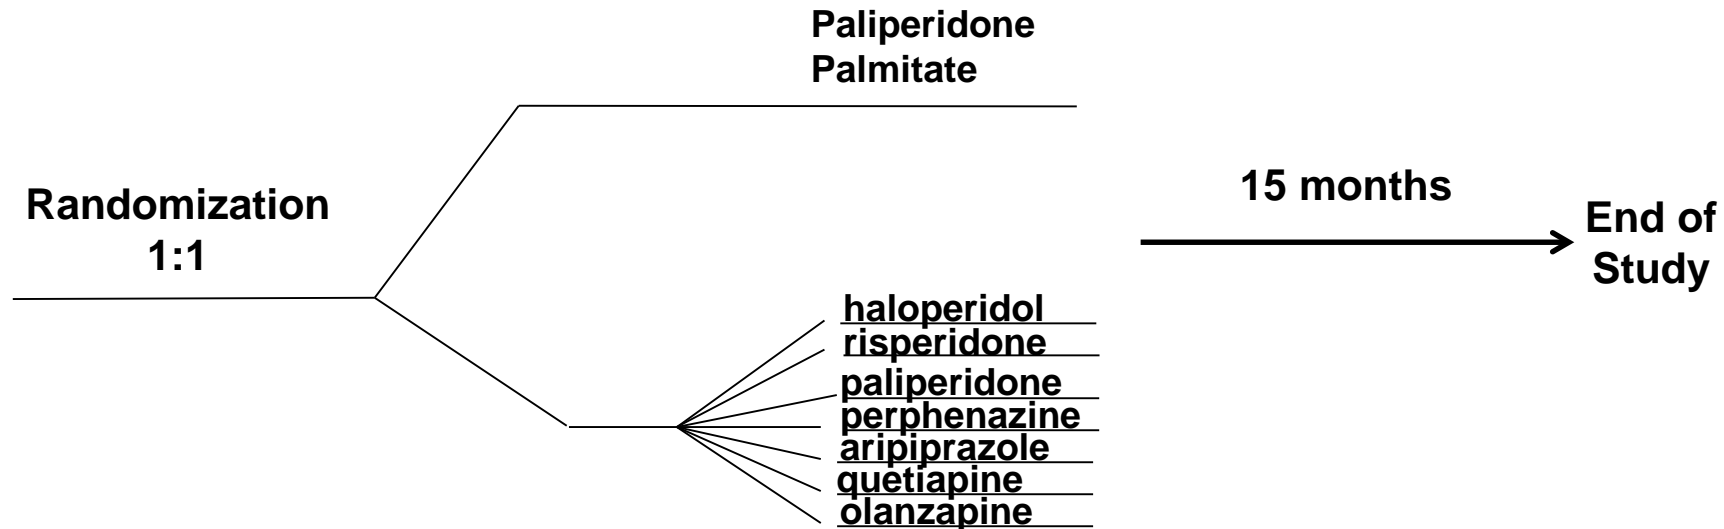 Paliperidone
Palmitate
Randomization
1:1
15 months
End of
Study
haloperidol
risperidone
paliperidone
perphenazine
aripiprazole
quetiapine
olanzapine